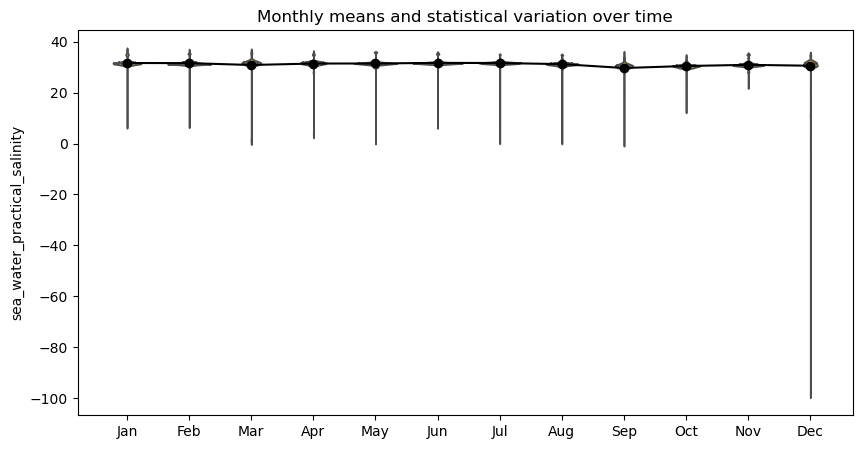 Monthly means and statistical variation over time
sea_water_practical_salinity
40
20
0
−20
−40
−60
−80
−100
Jan Feb Mar Apr May Jun Jul Aug Sep Oct Nov Dec